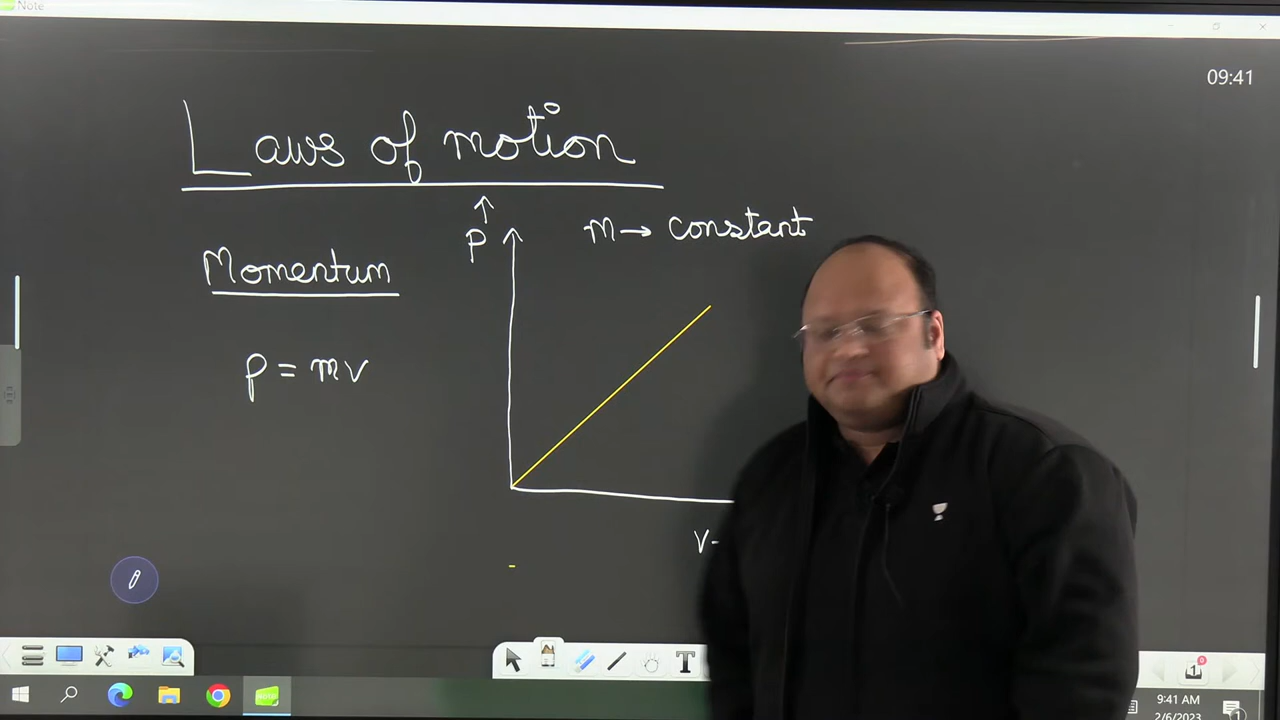 Note
09:41
Laws of motion
Momentum
p = mv
p
m → constant
v
T
9:41 AM
2/6/2023